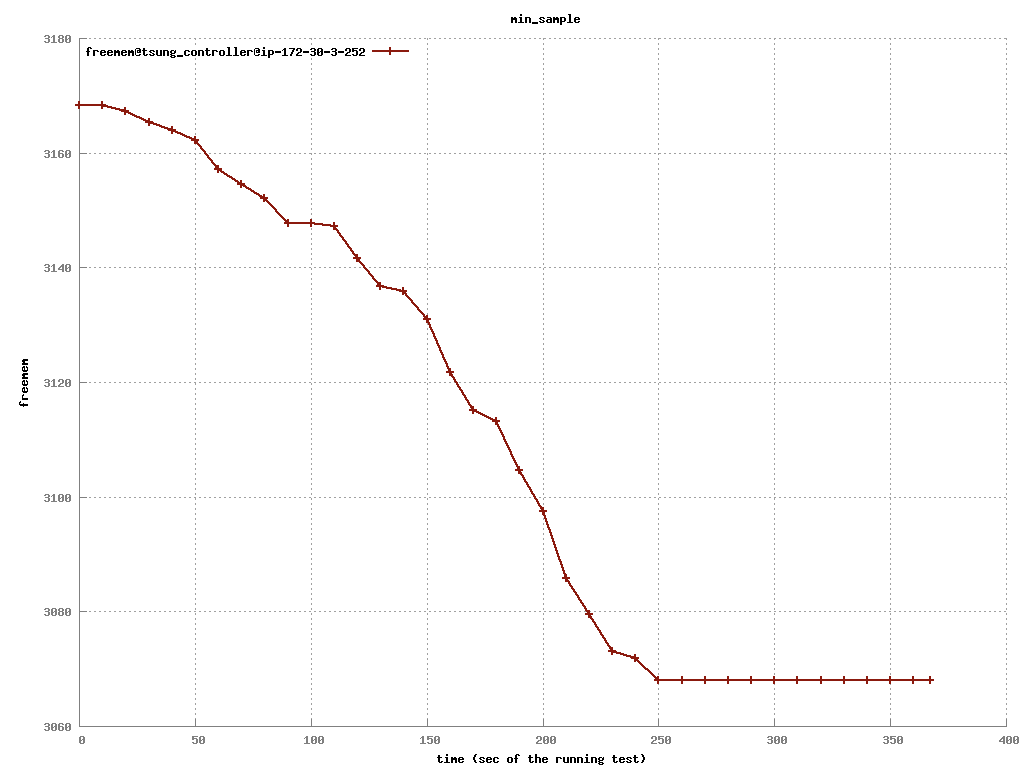 min_sample
3180
freemem@tsung_controller@ip-172-30-3-252
3160
3140
3120
freemem
3100
3080
3060
0 50 100 150 200 250 300 350 400
time (sec of the running test)